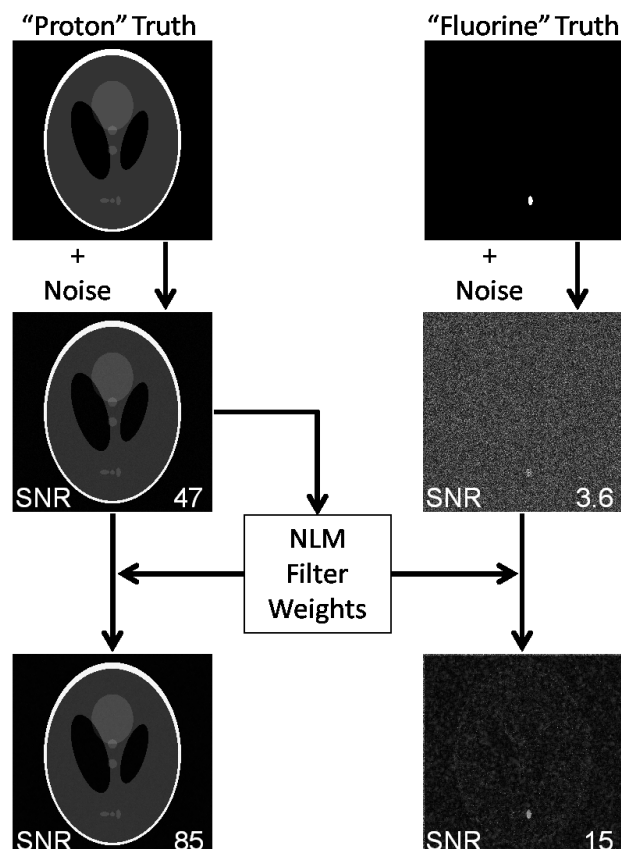 “Proton” Truth
“Fluorine” Truth
+
Noise
+
Noise
SNR 47
SNR 3.6
NLM
Filter
Weights
SNR 85
SNR 15